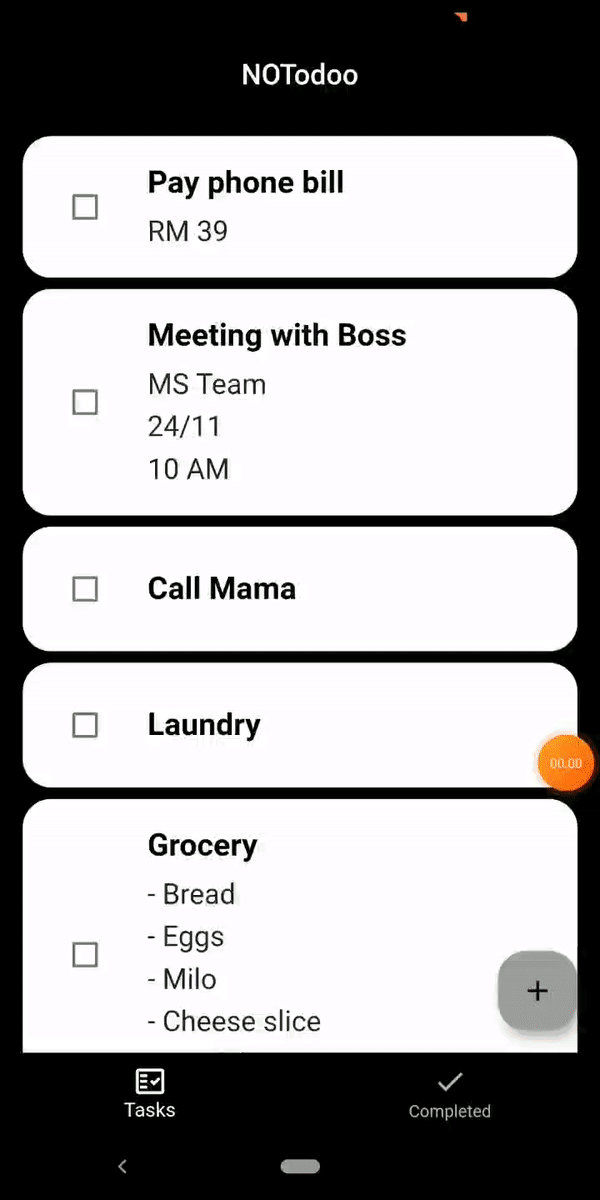 NOTodoo
Pay phone bill
RM 39
Meeting with Boss
MS Team
24/11
10 AM
Call Mama
Laundry
00:00
Grocery
- Bread
- Eggs
- Milo
- Cheese slice
+
Tasks
Completed